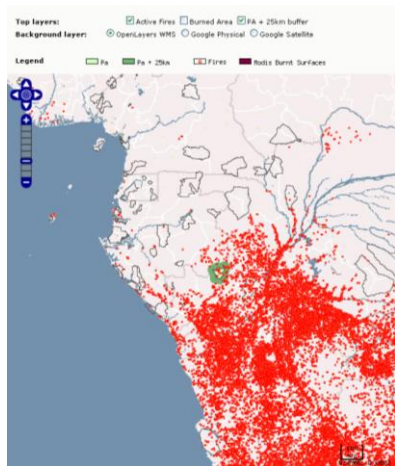 Top layers: Active fires Burned Area PA + 25km buffer
Background layer: OpenLayers WMS Google Physical Google Satellite
Legend Pa Pa + 25km Fires Modis Burnt Surfaces